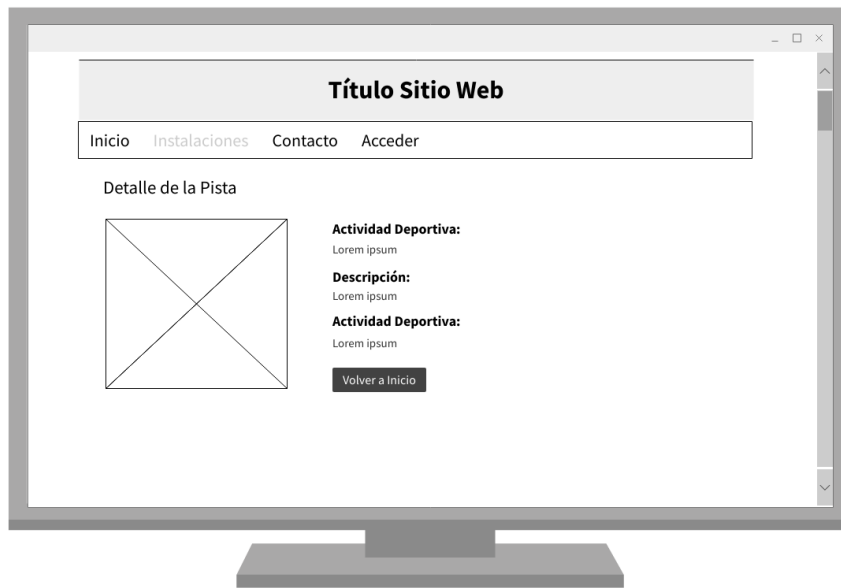 Título Sitio Web
Inicio Instalaciones Contacto Acceder
Detalle de la Pista
Actividad Deportiva:
Lorem ipsum
Descripción:
Lorem ipsum
Actividad Deportiva:
Lorem ipsum
Volver a Inicio